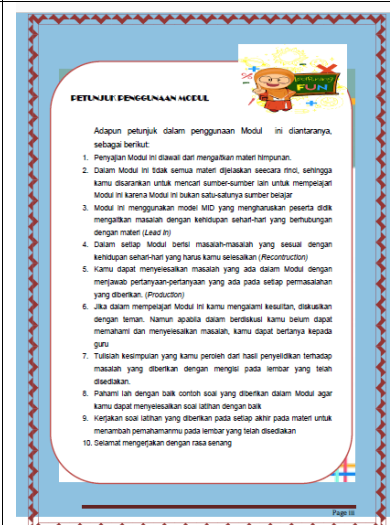 FUN
PETUNJUK PENGGUNAAN MODUL
Adapun petunjuk dalam penggunaan Modul ini diantaranya,
sebagai berikut:
1. Penyajian Modul ini diawali dari mengaitkan materi himpunan.
2. Dalam Modul ini tidak semua materi dijelaskan seecara rinci, sehingga
kamu disarankan untuk mencari sumber-sumber lain untuk mempelajari
Modul ini karena Modul ini bukan satu-satunya sumber belajar
3. Modul ini menggunakan model MID yang mengharuskan peserta didik
mengaitkan masalah dengan kehidupan sehari-hari yang berhubungan
dengan materi (Lead in)
4. Dalam setiap Modul berisi masalah-masalah yang sesuai dengan
kehidupan sehari-hari yang harus kamu selesaikan (Recontruction)
5. Kamu dapat menyelesaikan masalah yang ada dalam Modul dengan
menjawab pertanyaan-pertanyaan yang ada pada setiap permasalahan
yang diberikan. (Production)
6. Jika dalam mempelajari Modul ini kamu mengalami kesulitan, diskusikan
dengan teman. Namun apabila dalam berdiskusi kamu belum dapat
memahami dan menyelesaikan masalah, kamu dapat bertanya kepada
guru
7. Tulislah kesimpulan yang kamu peroleh dari hasil penyelidikan terhadap
masalah yang diberikan dengan mengisi pada lembar yang telah
disediakan.
8. Pahami lah dengan baik contoh soal yang diberikan dalam Modul agar
kamu dapat menyelesaikan soal latihan dengan baik
9. Kerjakan soal latihan yang diberikan pada setiap akhir pada materi untuk
menambah pemahamanmu pada lembar yang telah disediakan
10. Selamat mengerjakan dengan rasa senang
Page iii